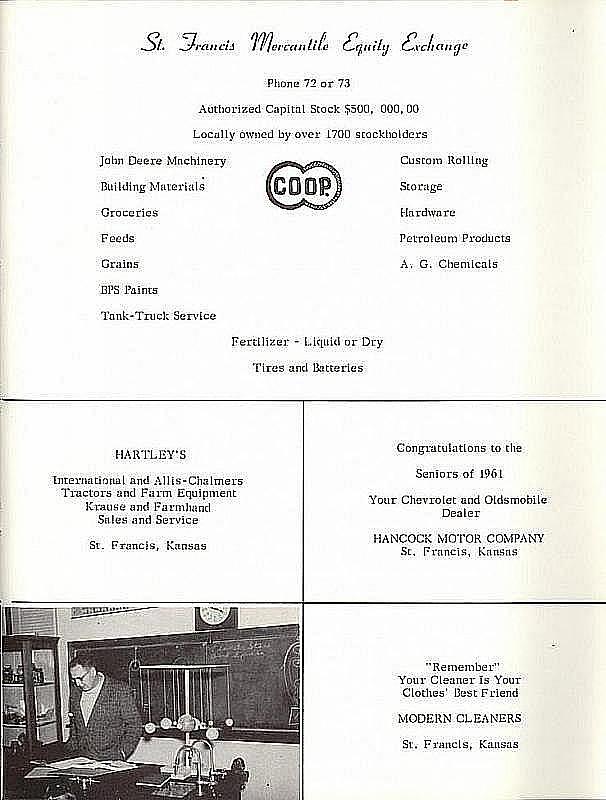 St. Francis Mercantile Equity Exchange
Phone 72 or 73
Authorized Capital Stock $500, 000,00
Locally owned by over 1700 stockholders
John Deere Machinery
Building Materials
Groceries
Feeds
Grains
BPS Paints
Tank-Truck Service
COOP.
Custom Rolling
Storage
Hardware
Petroleum Products
A. G. Chemicals
Fertilizer - Liquid or Dry
Tires and Batteries
HARTLEY'S
International and Allis-Chalmers
Tractors and Farm Equipment
Krause and Farmhand
Sales and Service
St. Francis, Kansas
Congratulations to the
Seniors of 1961
Your Chevrolet and Oldsmobile
Dealer
HANCOCK MOTOR COMPANY
St. Francis, Kansas
"Remember"
Your Cleaner Is Your
Clothes' Best Friend
MODERN CLEANERS
St. Francis, Kansas